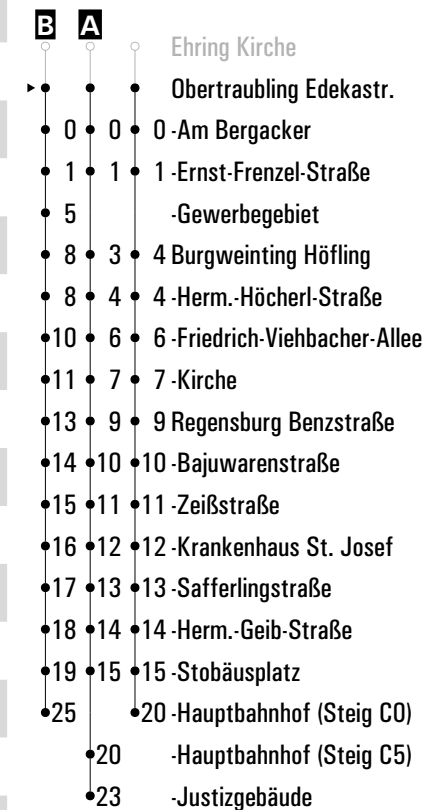 B A
Ehring Kirche
Obertraubling Edekastr.
0 0 0 -Am Bergacker
1 1 1 -Ernst-Frenzel-Straße
5 -Gewerbegebiet
8 3 4 Burgweinting Höfling
8 4 4 -Herm.-Höcherl-Straße
10 6 6 -Friedrich-Viehbacher-Allee
11 7 7 -Kirche
13 9 9 Regensburg Benzstraße
14 10 10 -Bajuwarenstraße
15 11 11 -Zeißstraße
16 12 12 -Krankenhaus St. Josef
17 13 13 -Safferlingstraße
18 14 14 -Herm.-Geib-Straße
19 15 15 -Stobäusplatz
25 20 -Hauptbahnhof (Steig C0)
20 -Hauptbahnhof (Steig C5)
23 -Justizgebäude